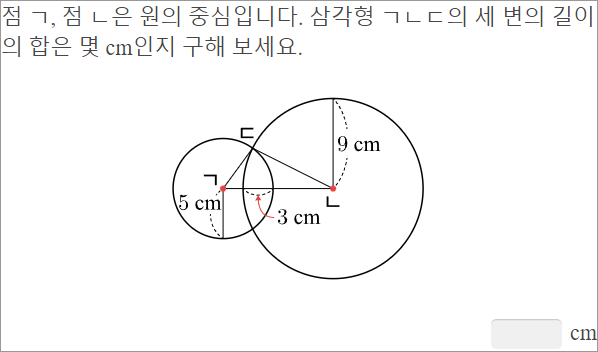 점 ㄱ, 점 ㄴ은 원의 중심입니다. 삼각형 ㄱㄴㄷ의 세 변의 길이
의 합은 몇 cm인지 구해 보세요.
ㄷ
9 cm
ㄱ
5 cm
ㄴ
3 cm
cm